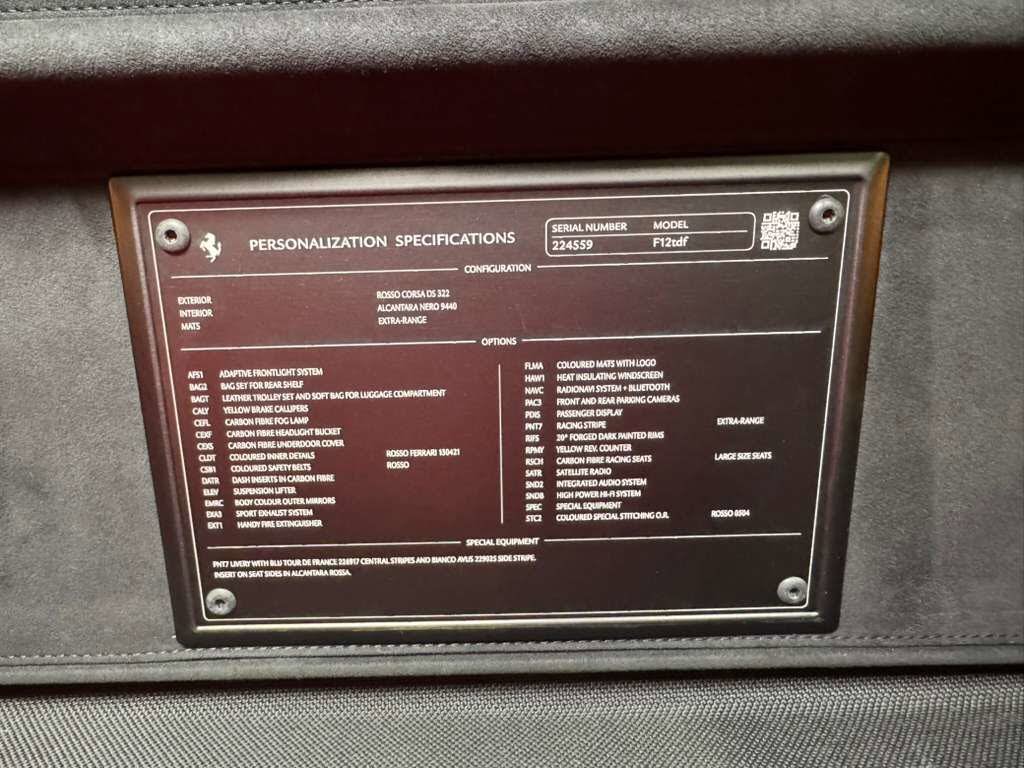 PERSONALIZATION SPECIFICATIONS
SERIAL NUMBER MODEL
224559 F12tdf
CONFIGURATION
EXTERIOR ROSSO CORSA DS 322
INTERIOR ALCANTARA NERO 9440
MATS EXTRA-RANGE
OPTIONS
AFS1 ADAPTIVE FRONTLIGHT SYSTEM
BAG2 BAG SET FOR REAR SHELF
BAGT LEATHER TROLLEY SET AND SOFT BAG FOR LUGGAGE COMPARTMENT
CALY YELLOW BRAKE CALLIPERS
CEFL CARBON FIBRE FOG LAMP
CEXF CARBON FIBRE HEADLIGHT BUCKET
CEXS CARBON FIBRE UNDERDOOR COVER
CLDT COLOURED INNER DETAILS ROSSO FERRARI 130421
CSB1 COLOURED SAFETY BELTS ROSSO
DATR DASH INSERTS IN CARBON FIBRE
ELEV SUSPENSION LIFTER
EMRC BODY COLOUR OUTER MIRRORS
EXA3 SPORT EXHAUST SYSTEM
EXT1 HANDY FIRE EXTINGUISHER
FLMA COLOURED MATS WITH LOGO
HAW1 HEAT INSULATING WINDSCREEN
NAVC RADIONAVI SYSTEM + BLUETOOTH
PAC3 FRONT AND REAR PARKING CAMERAS
PDIS PASSENGER DISPLAY
PNT7 RACING STRIPE EXTRA-RANGE
RIFS 20" FORGED DARK PAINTED RIMS
RPMY YELLOW REV. COUNTER
RSCH CARBON FIBRE RACING SEATS LARGE SIZE SEATS
SATR SATELLITE RADIO
SND2 INTEGRATED AUDIO SYSTEM
SNDB HIGH POWER HI-FI SYSTEM
SPEC SPECIAL EQUIPMENT
STC2 COLOURED SPECIAL STITCHING O.R. ROSSO 0504
SPECIAL EQUIPMENT
PNT7 LIVERY WITH BLU TOUR DE FRANCE 226917 CENTRAL STRIPES AND BIANCO AVUS 229035 SIDE STRIPE.
INSERT ON SEAT SIDES IN ALCANTARA ROSSA.